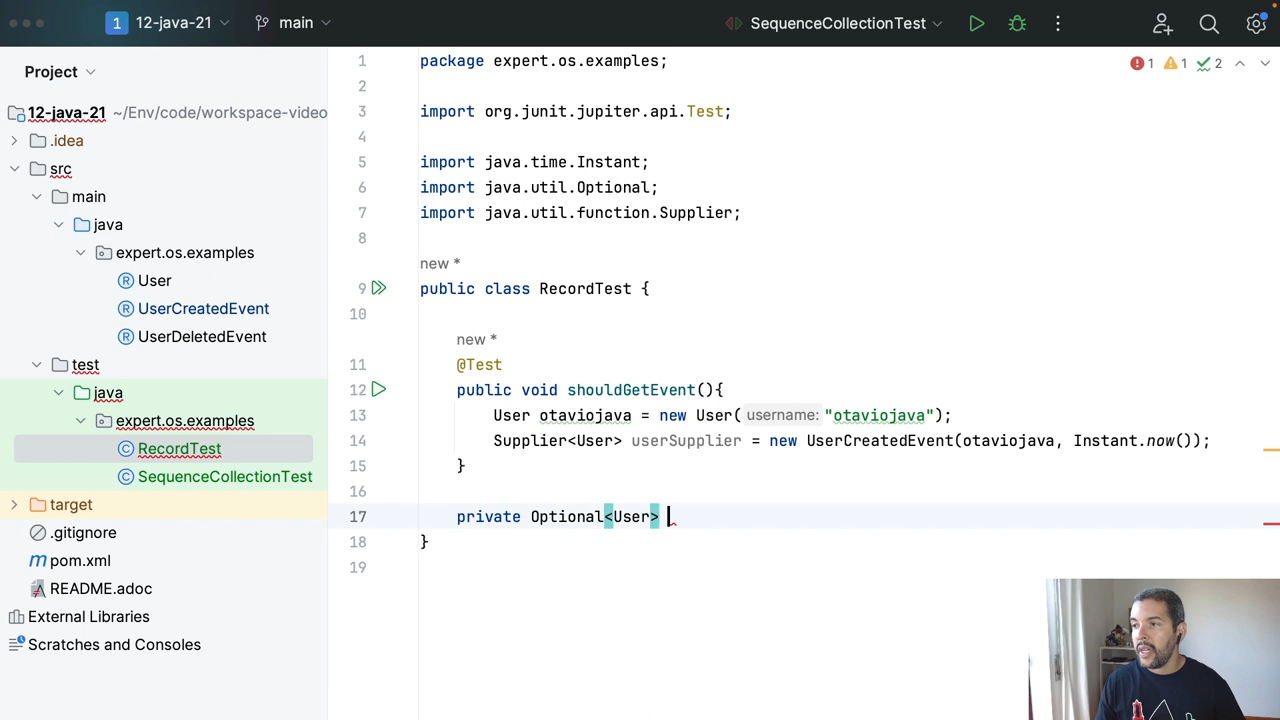 1 12-java-21 main SequenceCollectionTest
Project
12-java-21 ~/Env/code/workspace-video
.idea
src
main
java
expert.os.examples
User
UserCreatedEvent
UserDeletedEvent
test
java
expert.os.examples
RecordTest
SequenceCollectionTest
target
.gitignore
pom.xml
README.adoc
External Libraries
Scratches and Consoles
1 package expert.os.examples;
1 1 2
2
3 import org.junit.jupiter.api.Test;
4
5 import java.time.Instant;
6 import java.util.Optional;
7 import java.util.function.Supplier;
8
new *
9 public class RecordTest {
10
new *
11 @Test
12 public void shouldGetEvent(){
13 User otaviojava = new User( username: "otaviojava");
14 Supplier<User> userSupplier = new UserCreatedEvent(otaviojava, Instant.now());
15 }
16
17 private Optional<User>
18 }
19